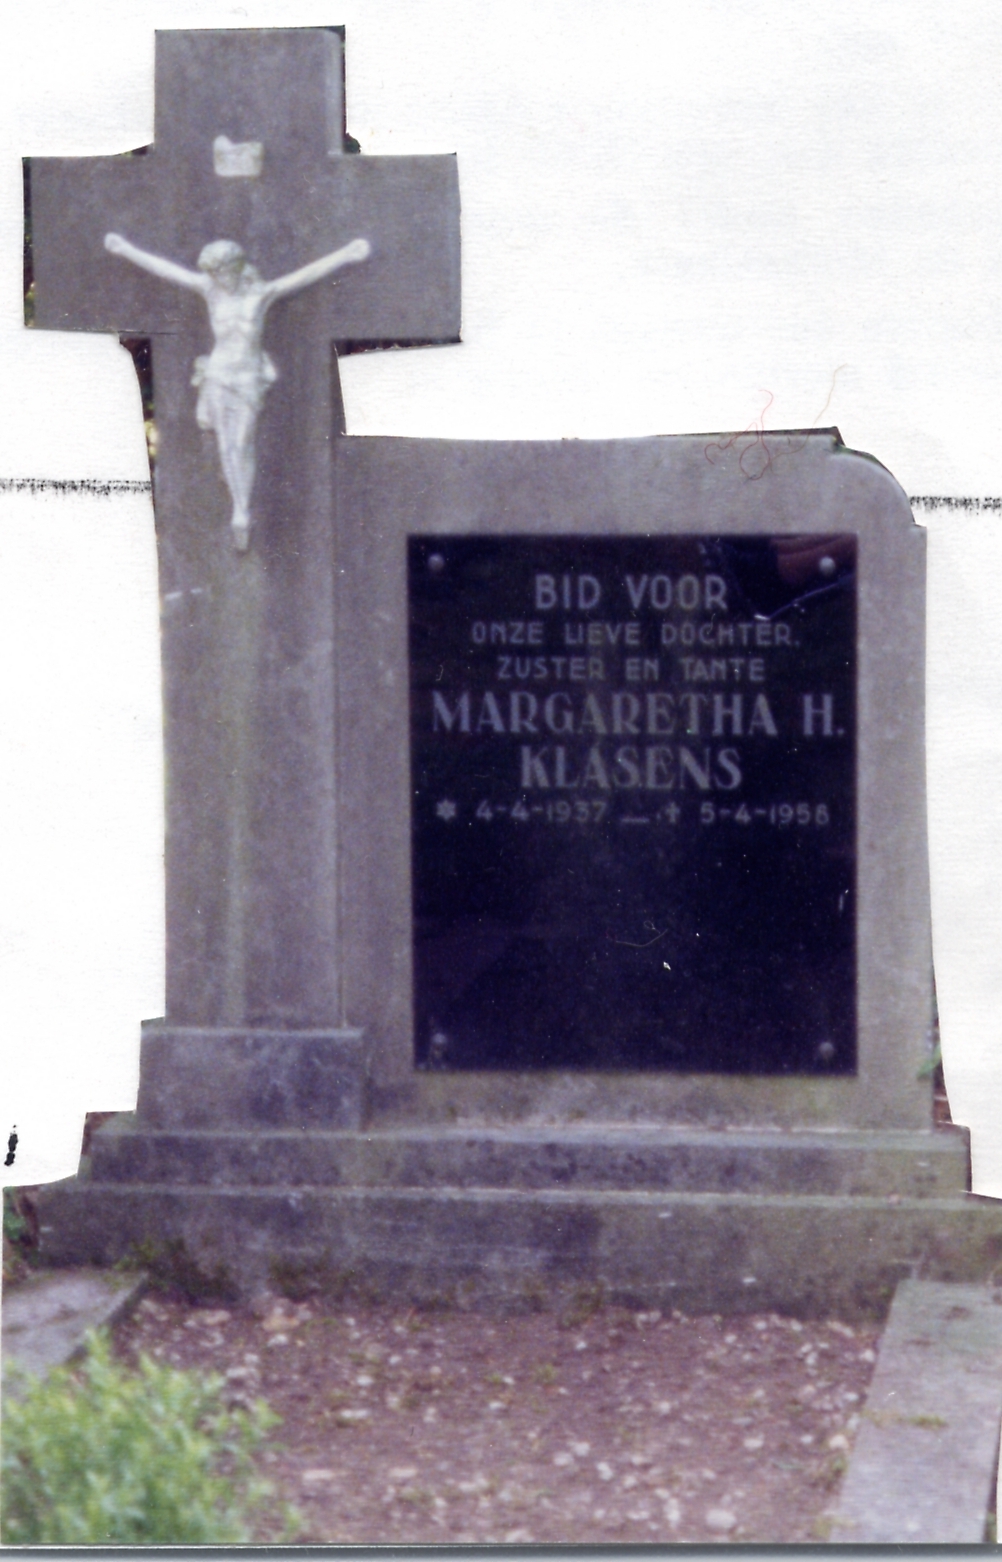 BID VOOR
ONZE LIEVE DOCHTER.
ZUSTER EN TANTE
MARGARETHA H.
KLASENS
* 4-4-1937 — † 5-4-1958